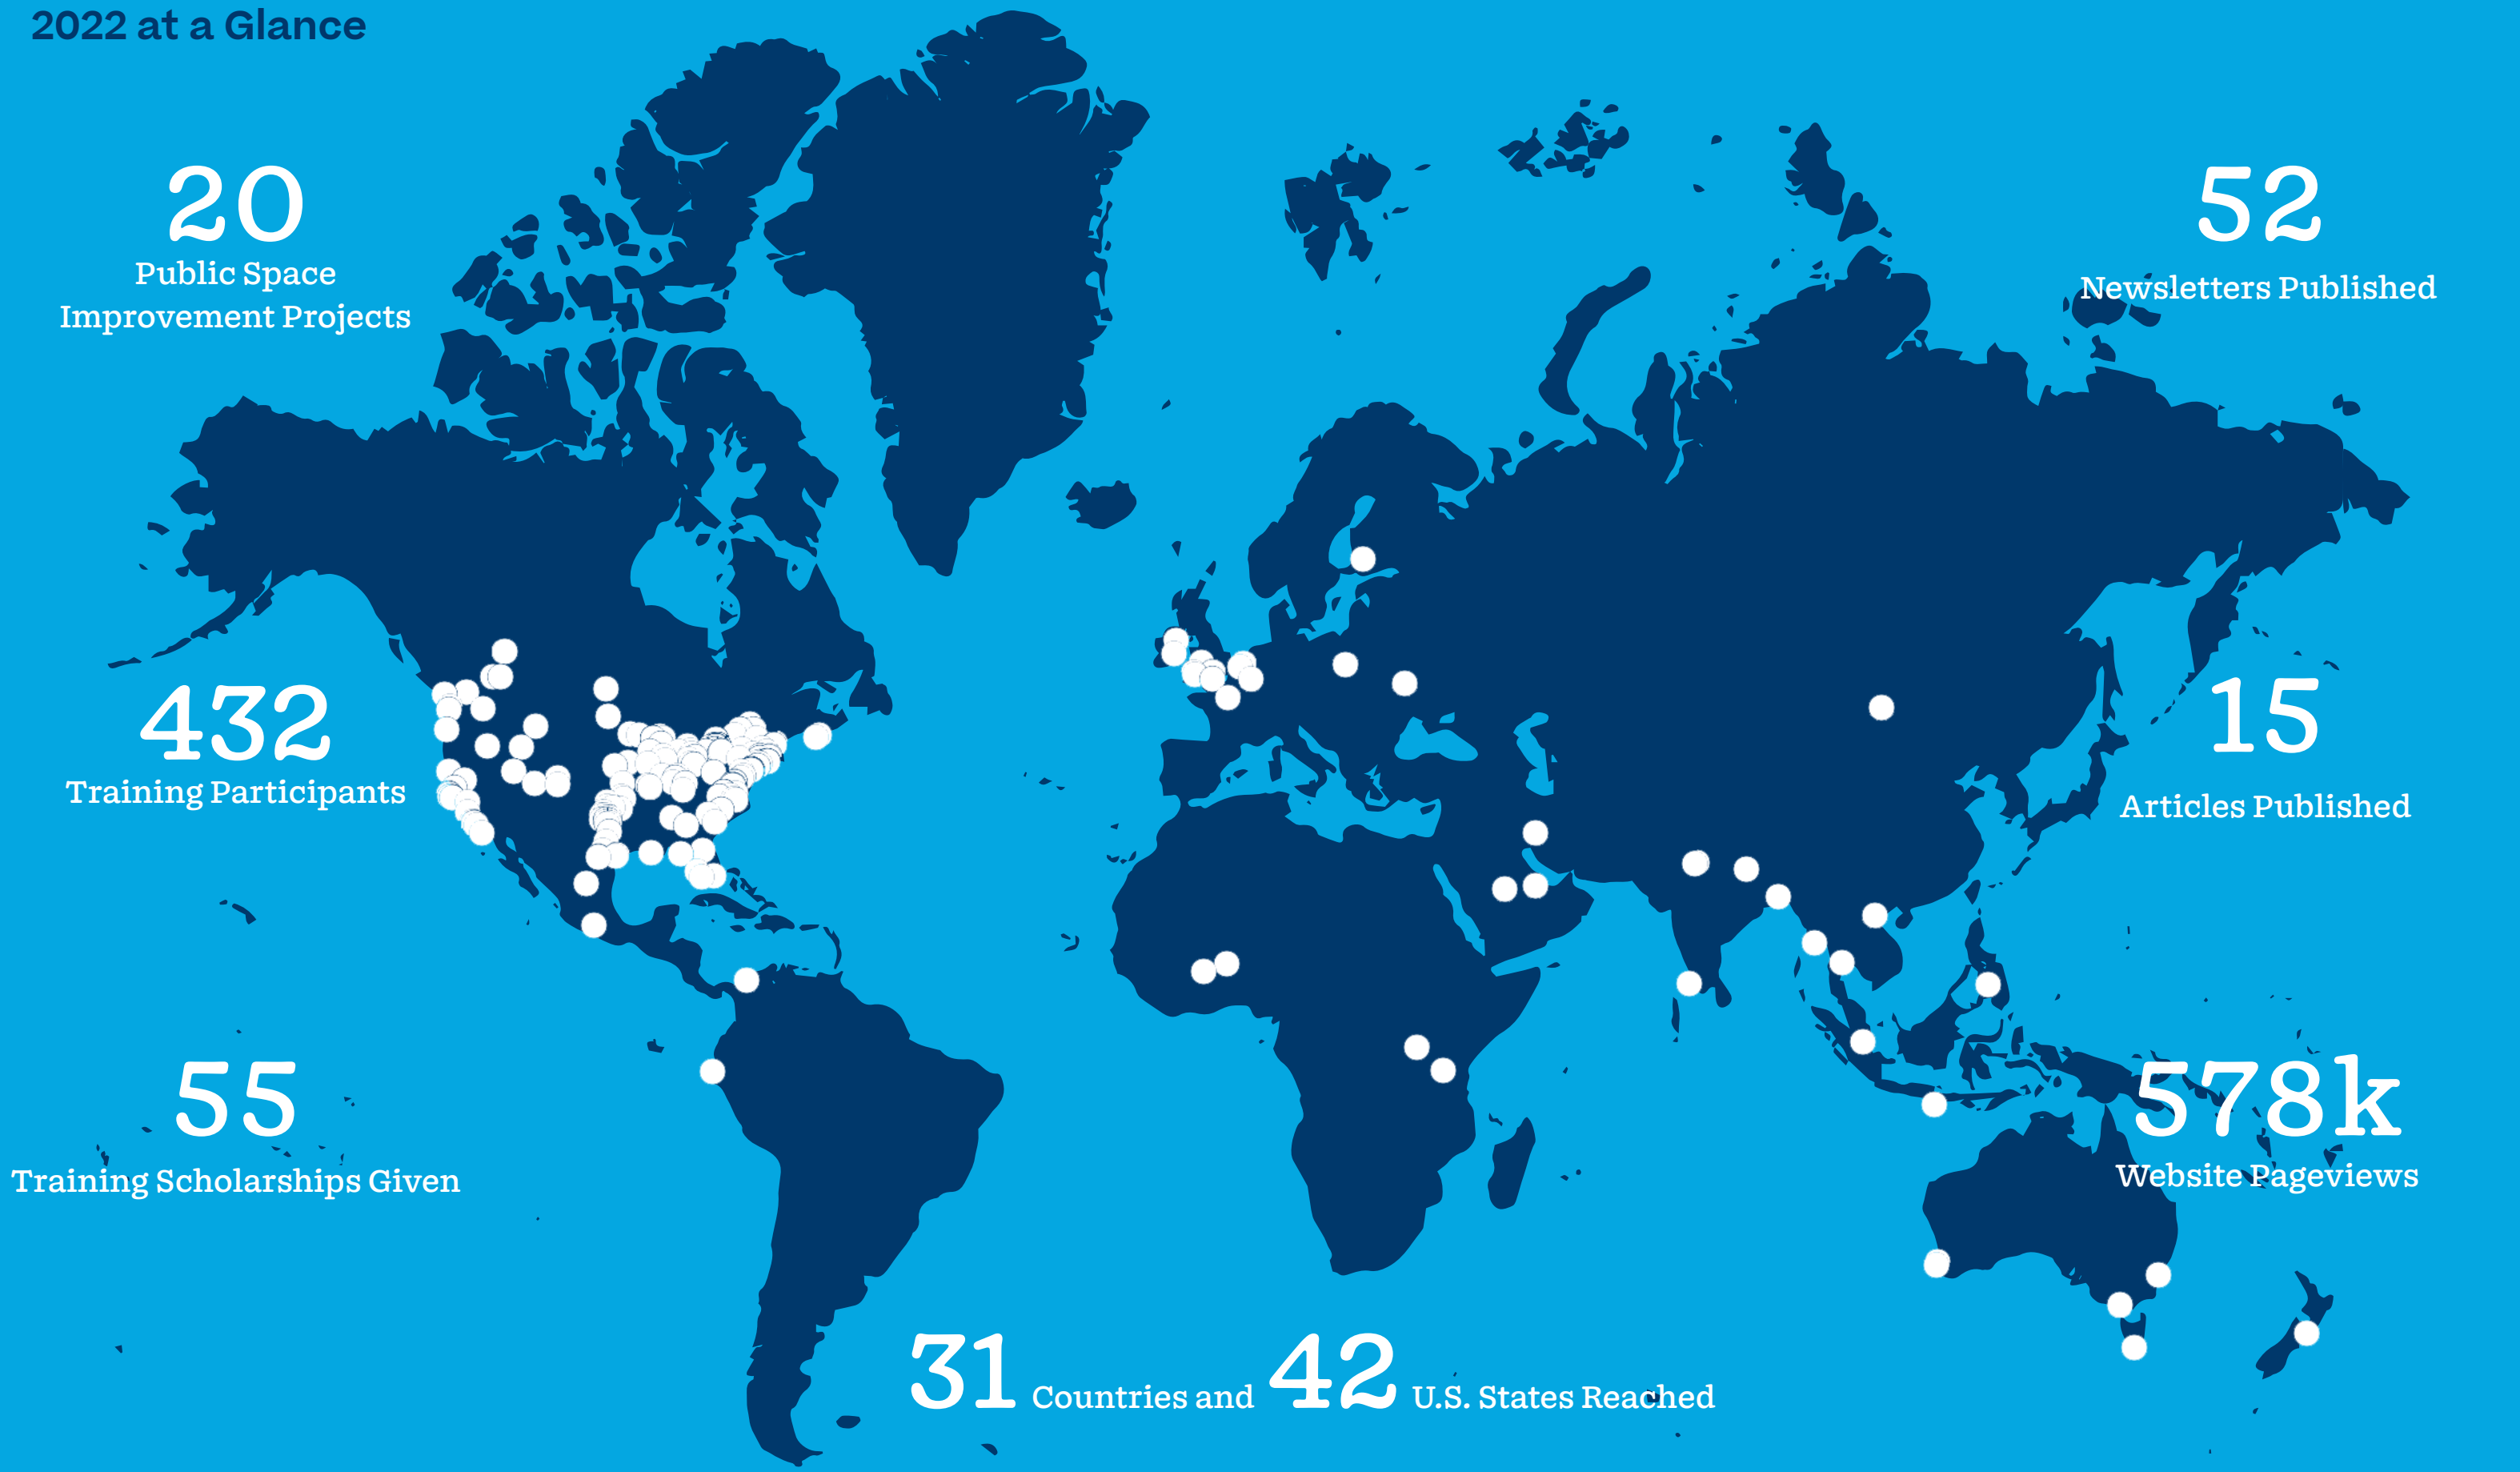 2022 at a Glance
20
Public Space
Improvement Projects
52
Newsletters Published
432
Training Participants
15
Articles Published
55
Training Scholarships Given
578k
Website Pageviews
31 Countries and 42 U.S. States Reached